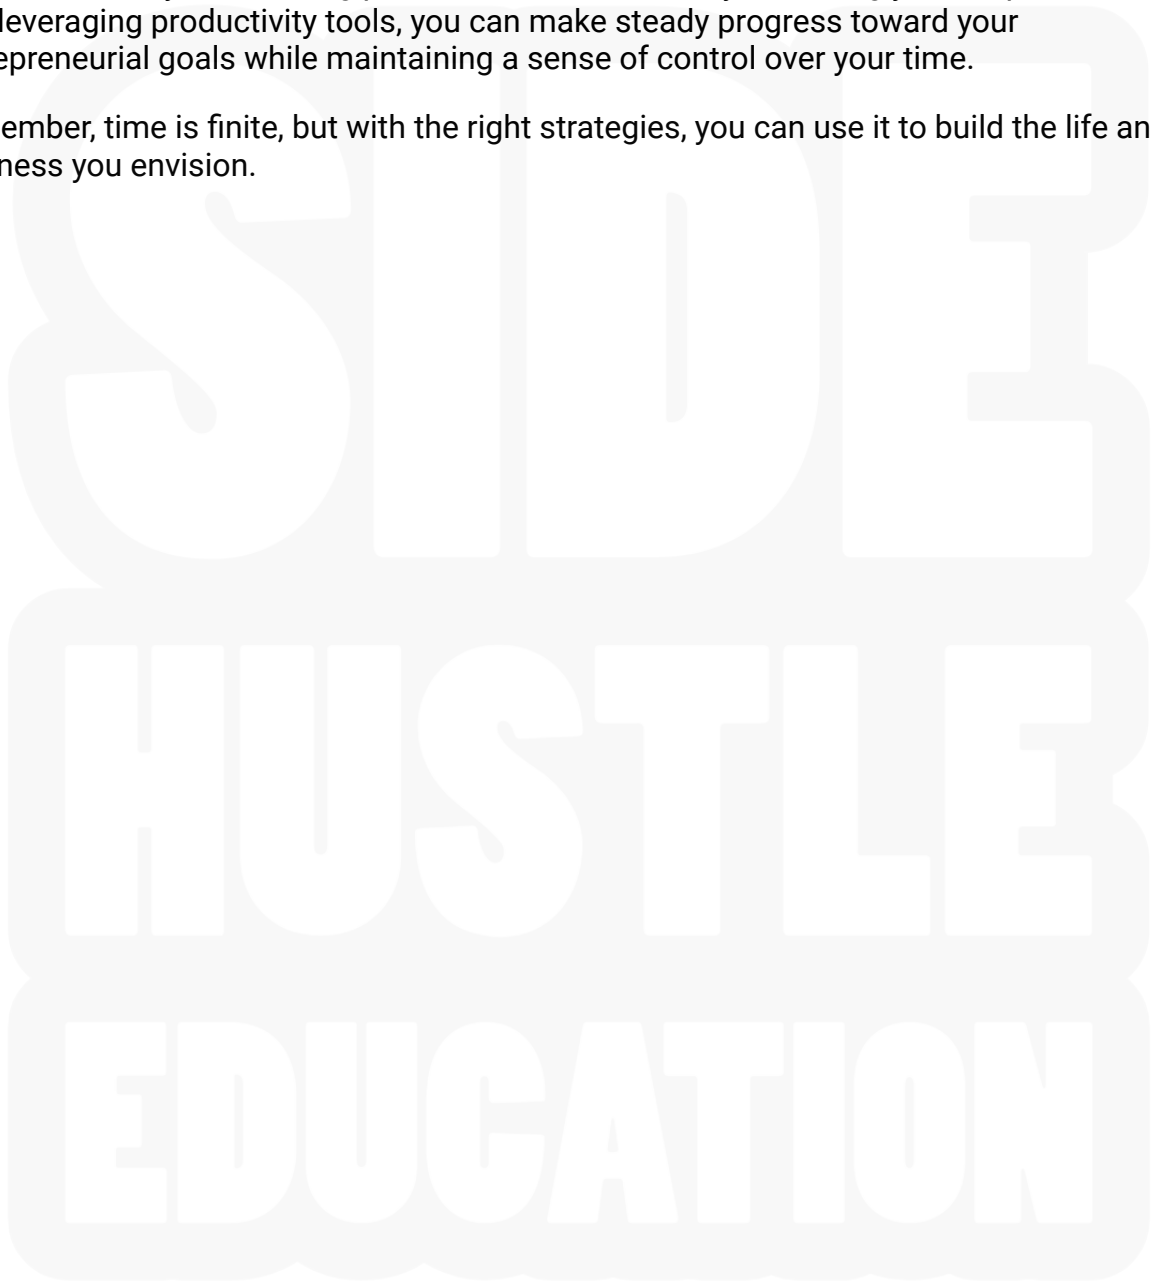 leveraging productivity tools, you can make steady progress toward your
epreneurial goals while maintaining a sense of control over your time.
ember, time is finite, but with the right strategies, you can use it to build the life an
ness you envision.
SIDE
HUSTLE
EDUCATION